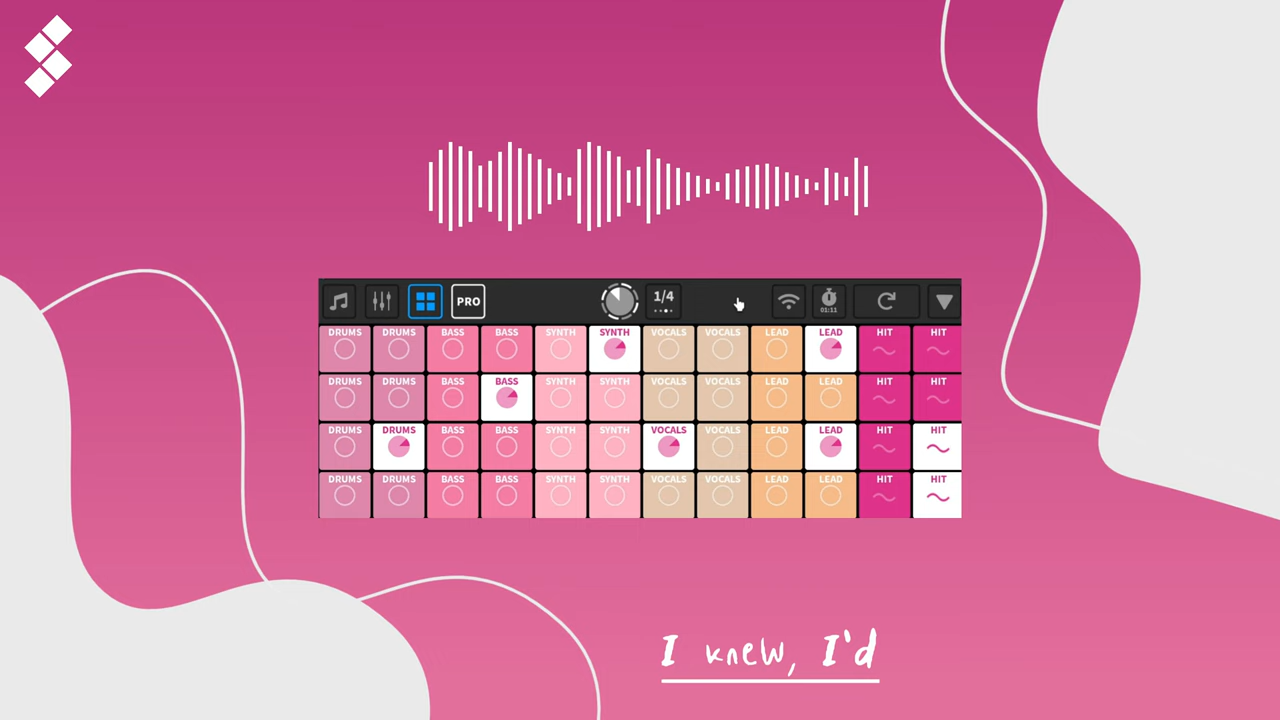 PRO 1/4 01:11
DRUMS DRUMS BASS BASS SYNTH SYNTH VOCALS VOCALS LEAD LEAD HIT HIT
DRUMS DRUMS BASS BASS SYNTH SYNTH VOCALS VOCALS LEAD LEAD HIT HIT
DRUMS DRUMS BASS BASS SYNTH SYNTH VOCALS VOCALS LEAD LEAD HIT HIT
DRUMS DRUMS BASS BASS SYNTH SYNTH VOCALS VOCALS LEAD LEAD HIT HIT
I knew, I'd